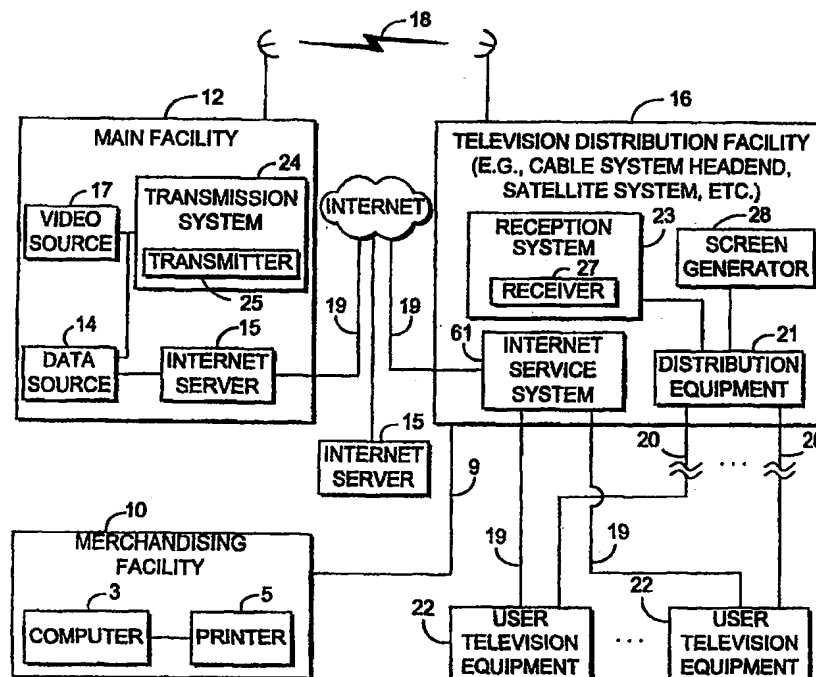 18
12
MAIN FACILITY
24
17
VIDEO
SOURCE
TRANSMISSION
SYSTEM
TRANSMITTER
25
14
DATA
SOURCE
15
INTERNET
SERVER
INTERNET
19
19
15
INTERNET
SERVER
16
TELEVISION DISTRIBUTION FACILITY
(E.G., CABLE SYSTEM HEADEND,
SATELLITE SYSTEM, ETC.)
RECEPTION
SYSTEM
23
27
RECEIVER
28
SCREEN
GENERATOR
61
INTERNET
SERVICE
SYSTEM
21
DISTRIBUTION
EQUIPMENT
20
...
20
9
10
MERCHANDISING
FACILITY
3
COMPUTER
5
PRINTER
19
19
22
USER
TELEVISION
EQUIPMENT
...
22
USER
TELEVISION
EQUIPMENT